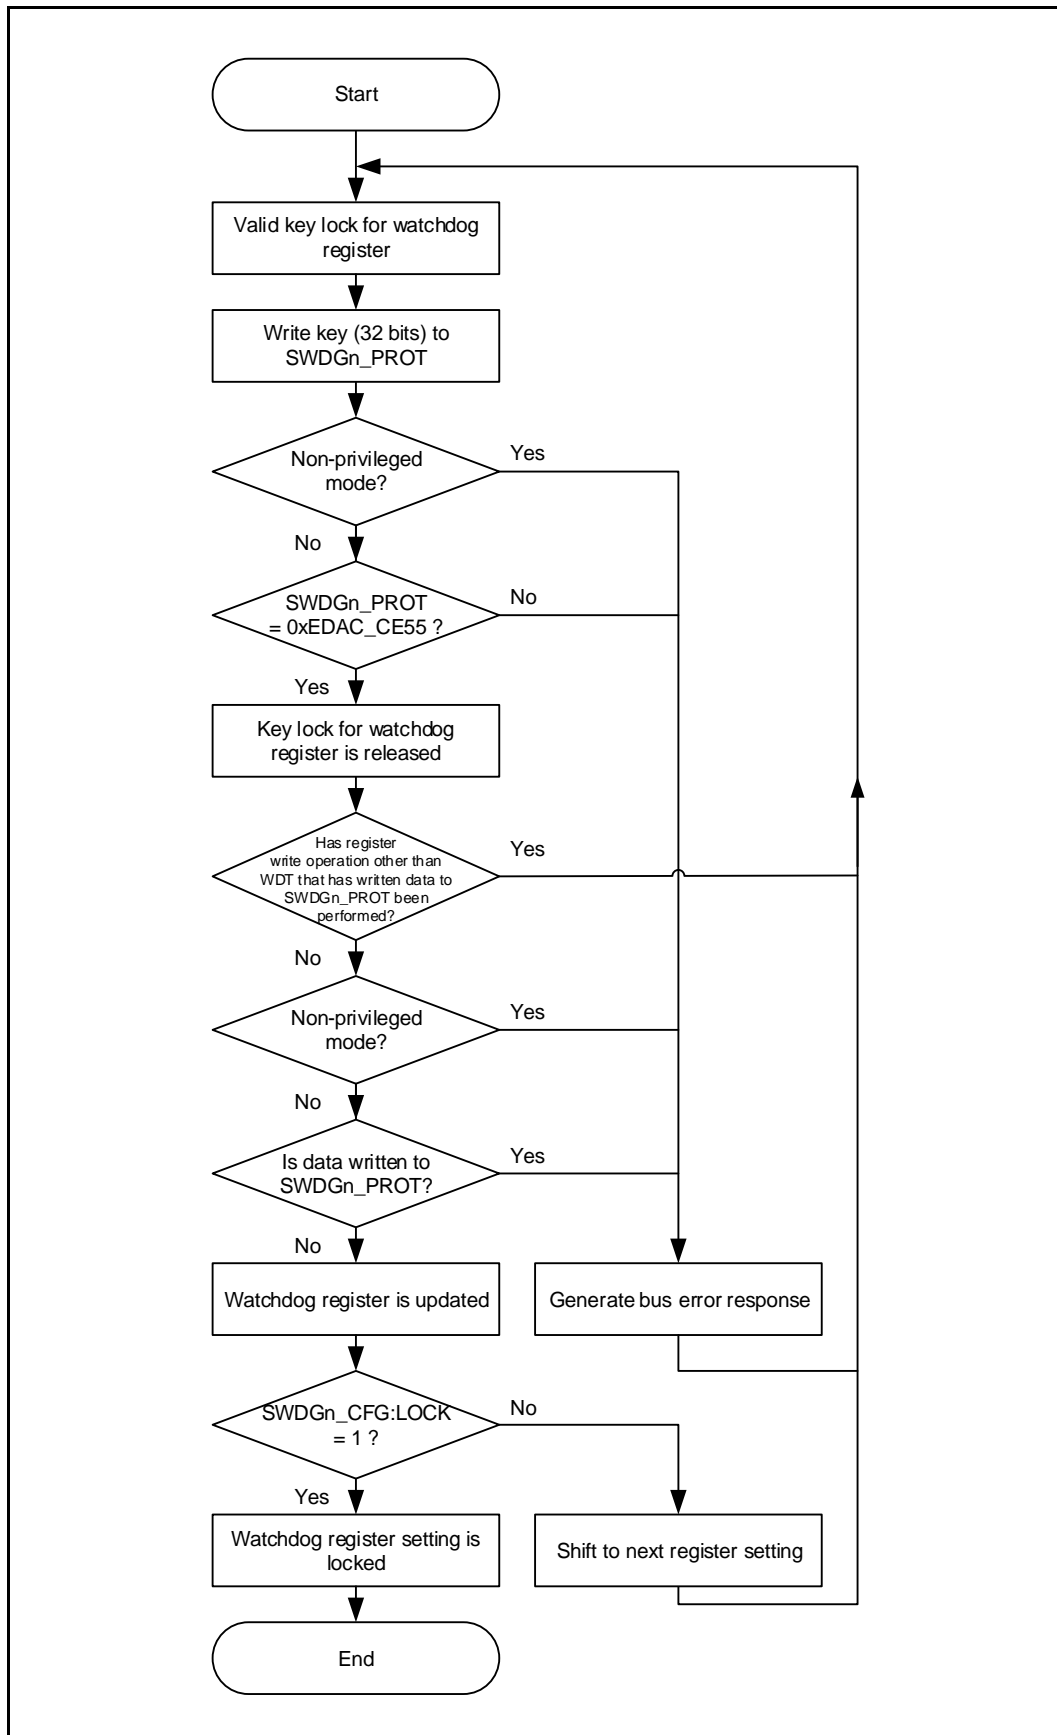 Start
Valid key lock for watchdog
register
Write key (32 bits) to
SWDGn_PROT
Non-privileged
mode?
Yes
No
SWDGn_PROT
= 0xEDAC_CE55 ?
No
Yes
Key lock for watchdog
register is released
Has register
write operation other than
WDT that has written data to
SWDGn_PROT been
performed?
Yes
No
Non-privileged
mode?
Yes
No
Is data written to
SWDGn_PROT?
Yes
No
Watchdog register is updated
Generate bus error response
SWDGn_CFG:LOCK
= 1 ?
No
Yes
Watchdog register setting is
locked
Shift to next register setting
End